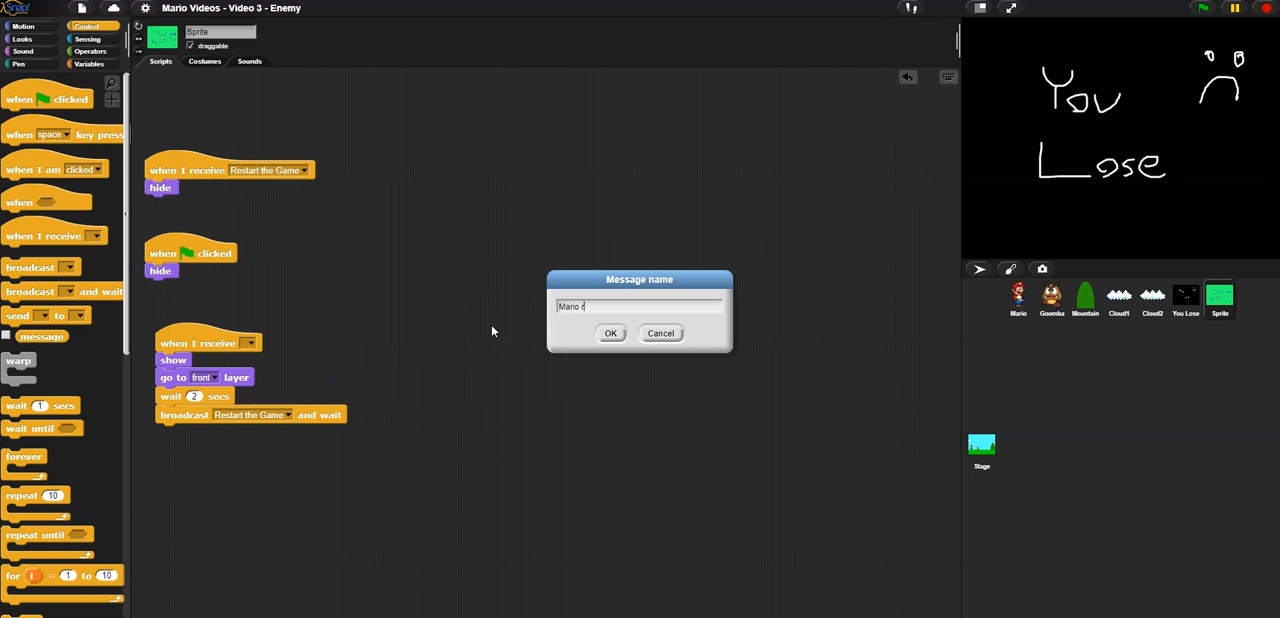 Snap!
Mario Videos - Video 3 - Enemy
Motion
Control
Looks
Sensing
Sound
Operators
Pen
Variables
Sprite
draggable
Scripts
Costumes
Sounds
when clicked
when space key press
when I am clicked
when
when I receive
broadcast
broadcast and wait
send to
message
warp
wait 1 secs
wait until
forever
repeat 10
repeat until
for i = 1 to 10
when I receive Restart the Game
hide
when clicked
hide
when I receive
show
go to front layer
wait 2 secs
broadcast Restart the Game and wait
Message name
Mario r
OK
Cancel
You
Lose
Mario
Goomba
Mountain
Cloud1
Cloud2
You Lose
Sprite
Stage